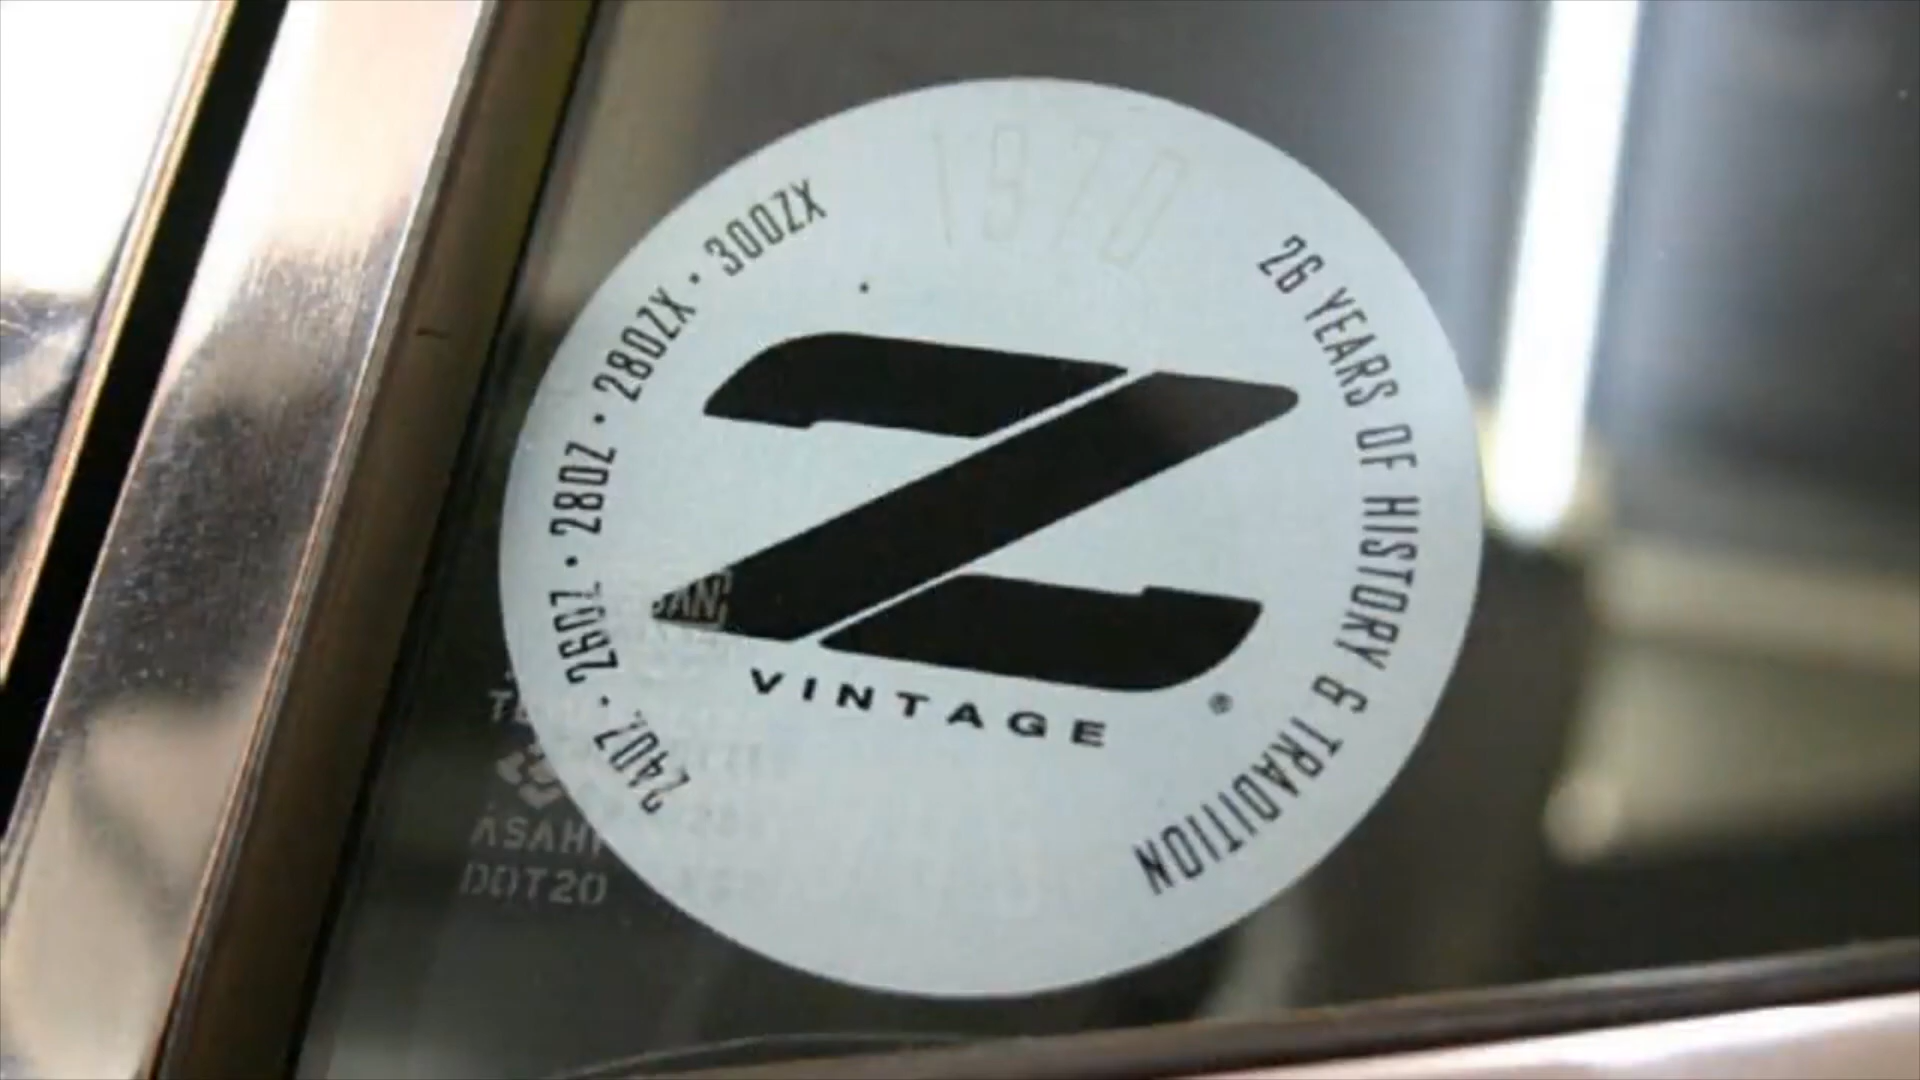 1970
240Z · 260Z · 280Z · 280ZX · 300ZX
26 YEARS OF HISTORY & TRADITION
Z
VINTAGE
®
ASAHI
DOT20